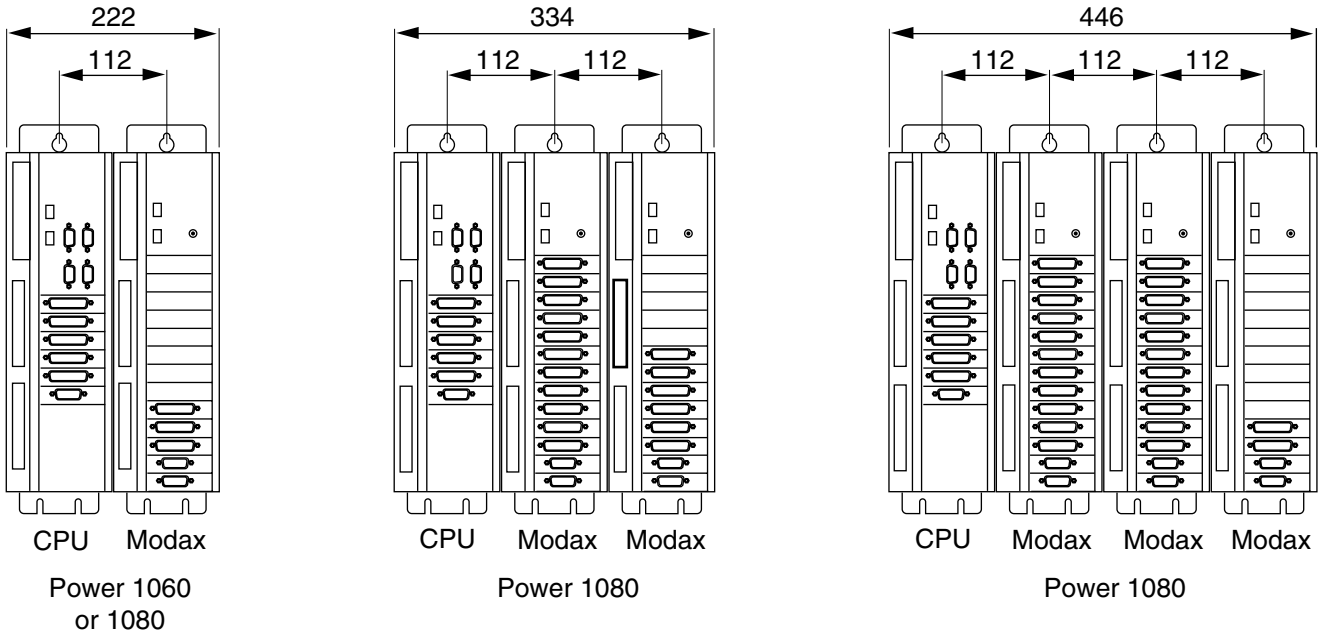 222
112
CPU Modax
Power 1060
or 1080
334
112 112
CPU Modax Modax
Power 1080
446
112 112 112
CPU Modax Modax Modax
Power 1080